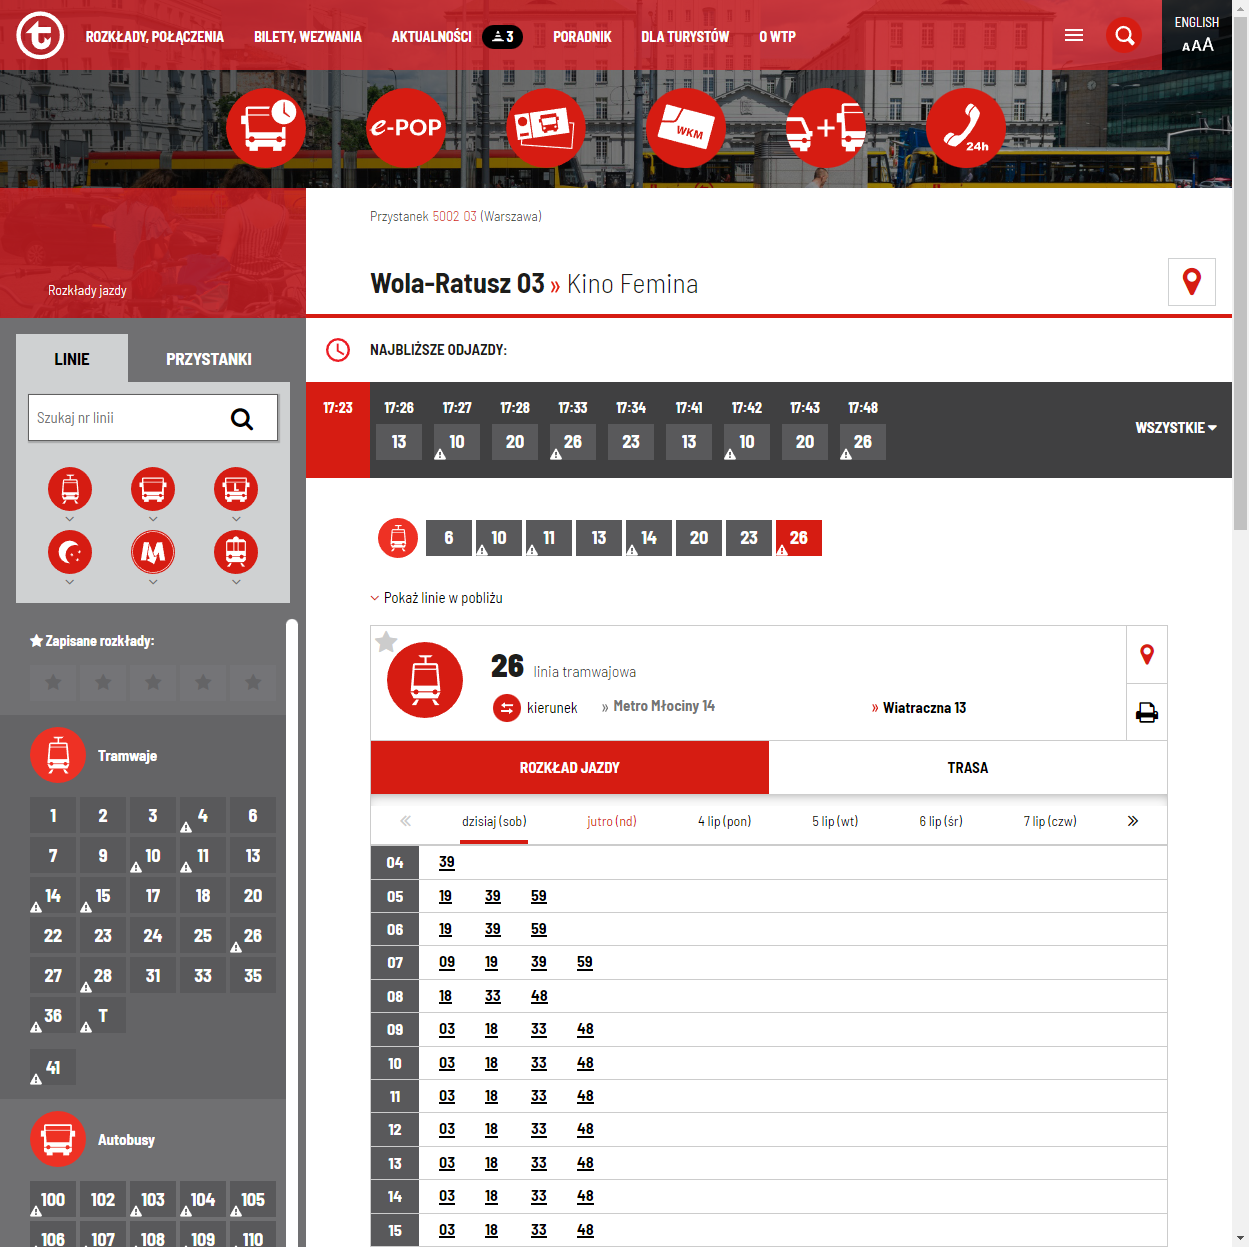 ROZKŁADY, POŁĄCZENIA BILETY, WEZWANIA AKTUALNOŚCI 3 PORADNIK DLA TURYSTÓW O WTP
ENGLISH
A A A
e-POP WKM 24h
Przystanek 5002 03 (Warszawa)
Wola-Ratusz 03 » Kino Femina
Rozkłady jazdy
LINIE PRZYSTANKI
Szukaj nr linii
L
M
Zapisane rozkłady:
Tramwaje
1 2 3 4 6
7 9 10 11 13
14 15 17 18 20
22 23 24 25 26
27 28 31 33 35
36 T
41
Autobusy
100 102 103 104 105
106 107 108 109 110
NAJBLIŻSZE ODJAZDY:
17:23 17:26 17:27 17:28 17:33 17:34 17:41 17:42 17:43 17:48
13 10 20 26 23 13 10 20 26
WSZYSTKIE
6 10 11 13 14 20 23 26
Pokaż linie w pobliżu
26 linia tramwajowa
kierunek » Metro Młociny 14 » Wiatraczna 13
ROZKŁAD JAZDY TRASA
« dzisiaj (sob) jutro (nd) 4 lip (pon) 5 lip (wt) 6 lip (śr) 7 lip (czw) »
04 39
05 19 39 59
06 19 39 59
07 09 19 39 59
08 18 33 48
09 03 18 33 48
10 03 18 33 48
11 03 18 33 48
12 03 18 33 48
13 03 18 33 48
14 03 18 33 48
15 03 18 33 48